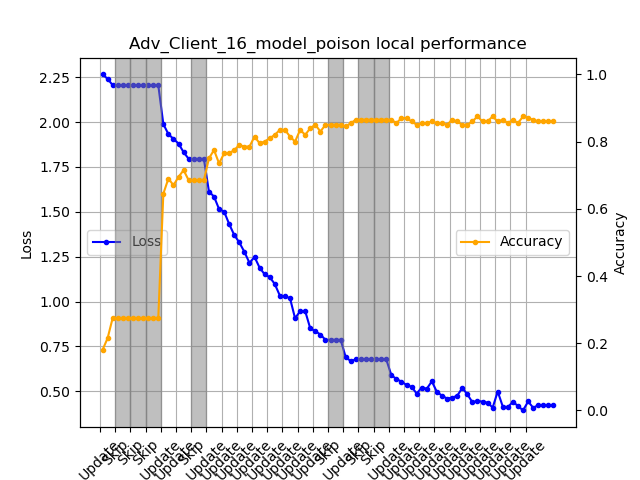 Adv_Client_16_model_poison local performance
2.25
2.00
1.75
1.50
1.25
1.00
0.75
0.50
Loss
Loss
Accuracy
1.0
0.8
0.6
0.4
0.2
0.0
Accuracy
Update
Skip
Skip
Skip
Update
Update
Skip
Update
Update
Update
Update
Update
Update
Update
Skip
Update
Skip
Skip
Update
Update
Update
Update
Update
Update
Update
Update
Update